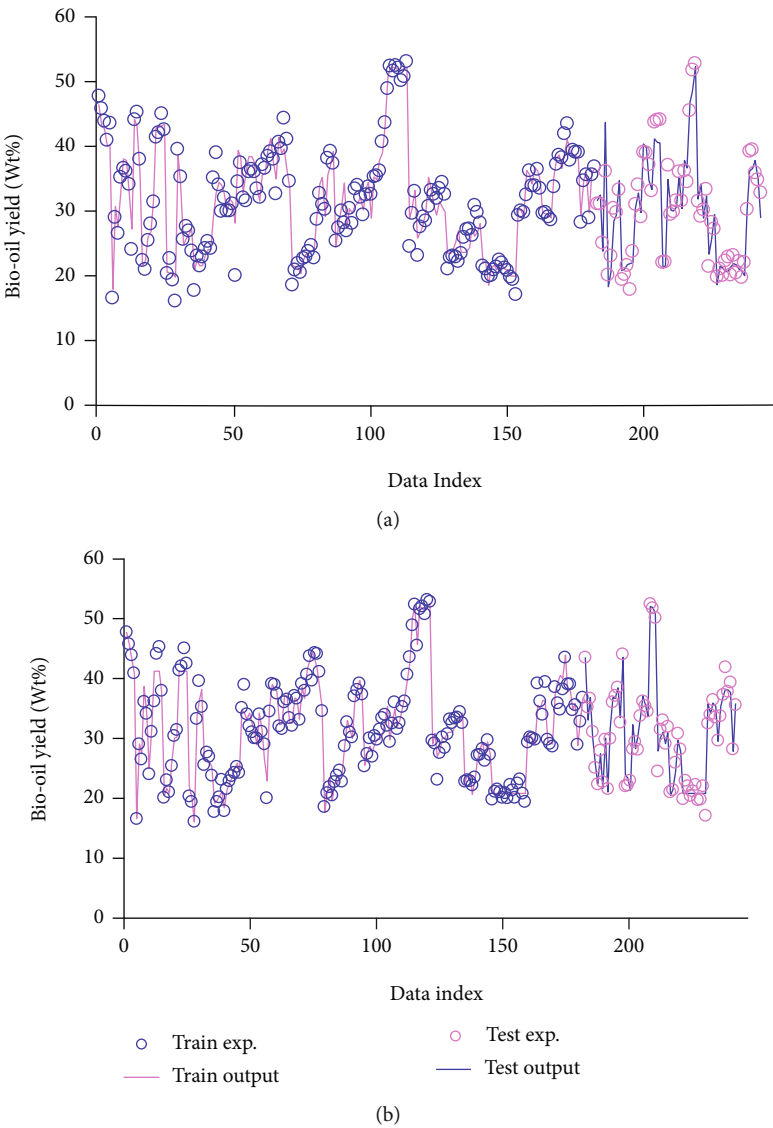 60
50
40
30
20
10
0
Bio-oil yield (Wt%)
0 50 100 150 200
Data Index
(a)
60
50
40
30
20
10
0
Bio-oil yield (Wt%)
0 50 100 150 200
Data index
Train exp. Test exp.
Train output Test output
(b)